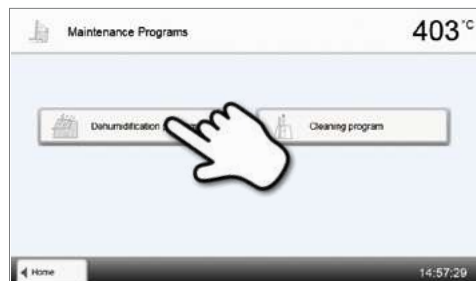 Maintenance Programs
403 °C
Dehumidification
Cleaning program
Home
14:57:29